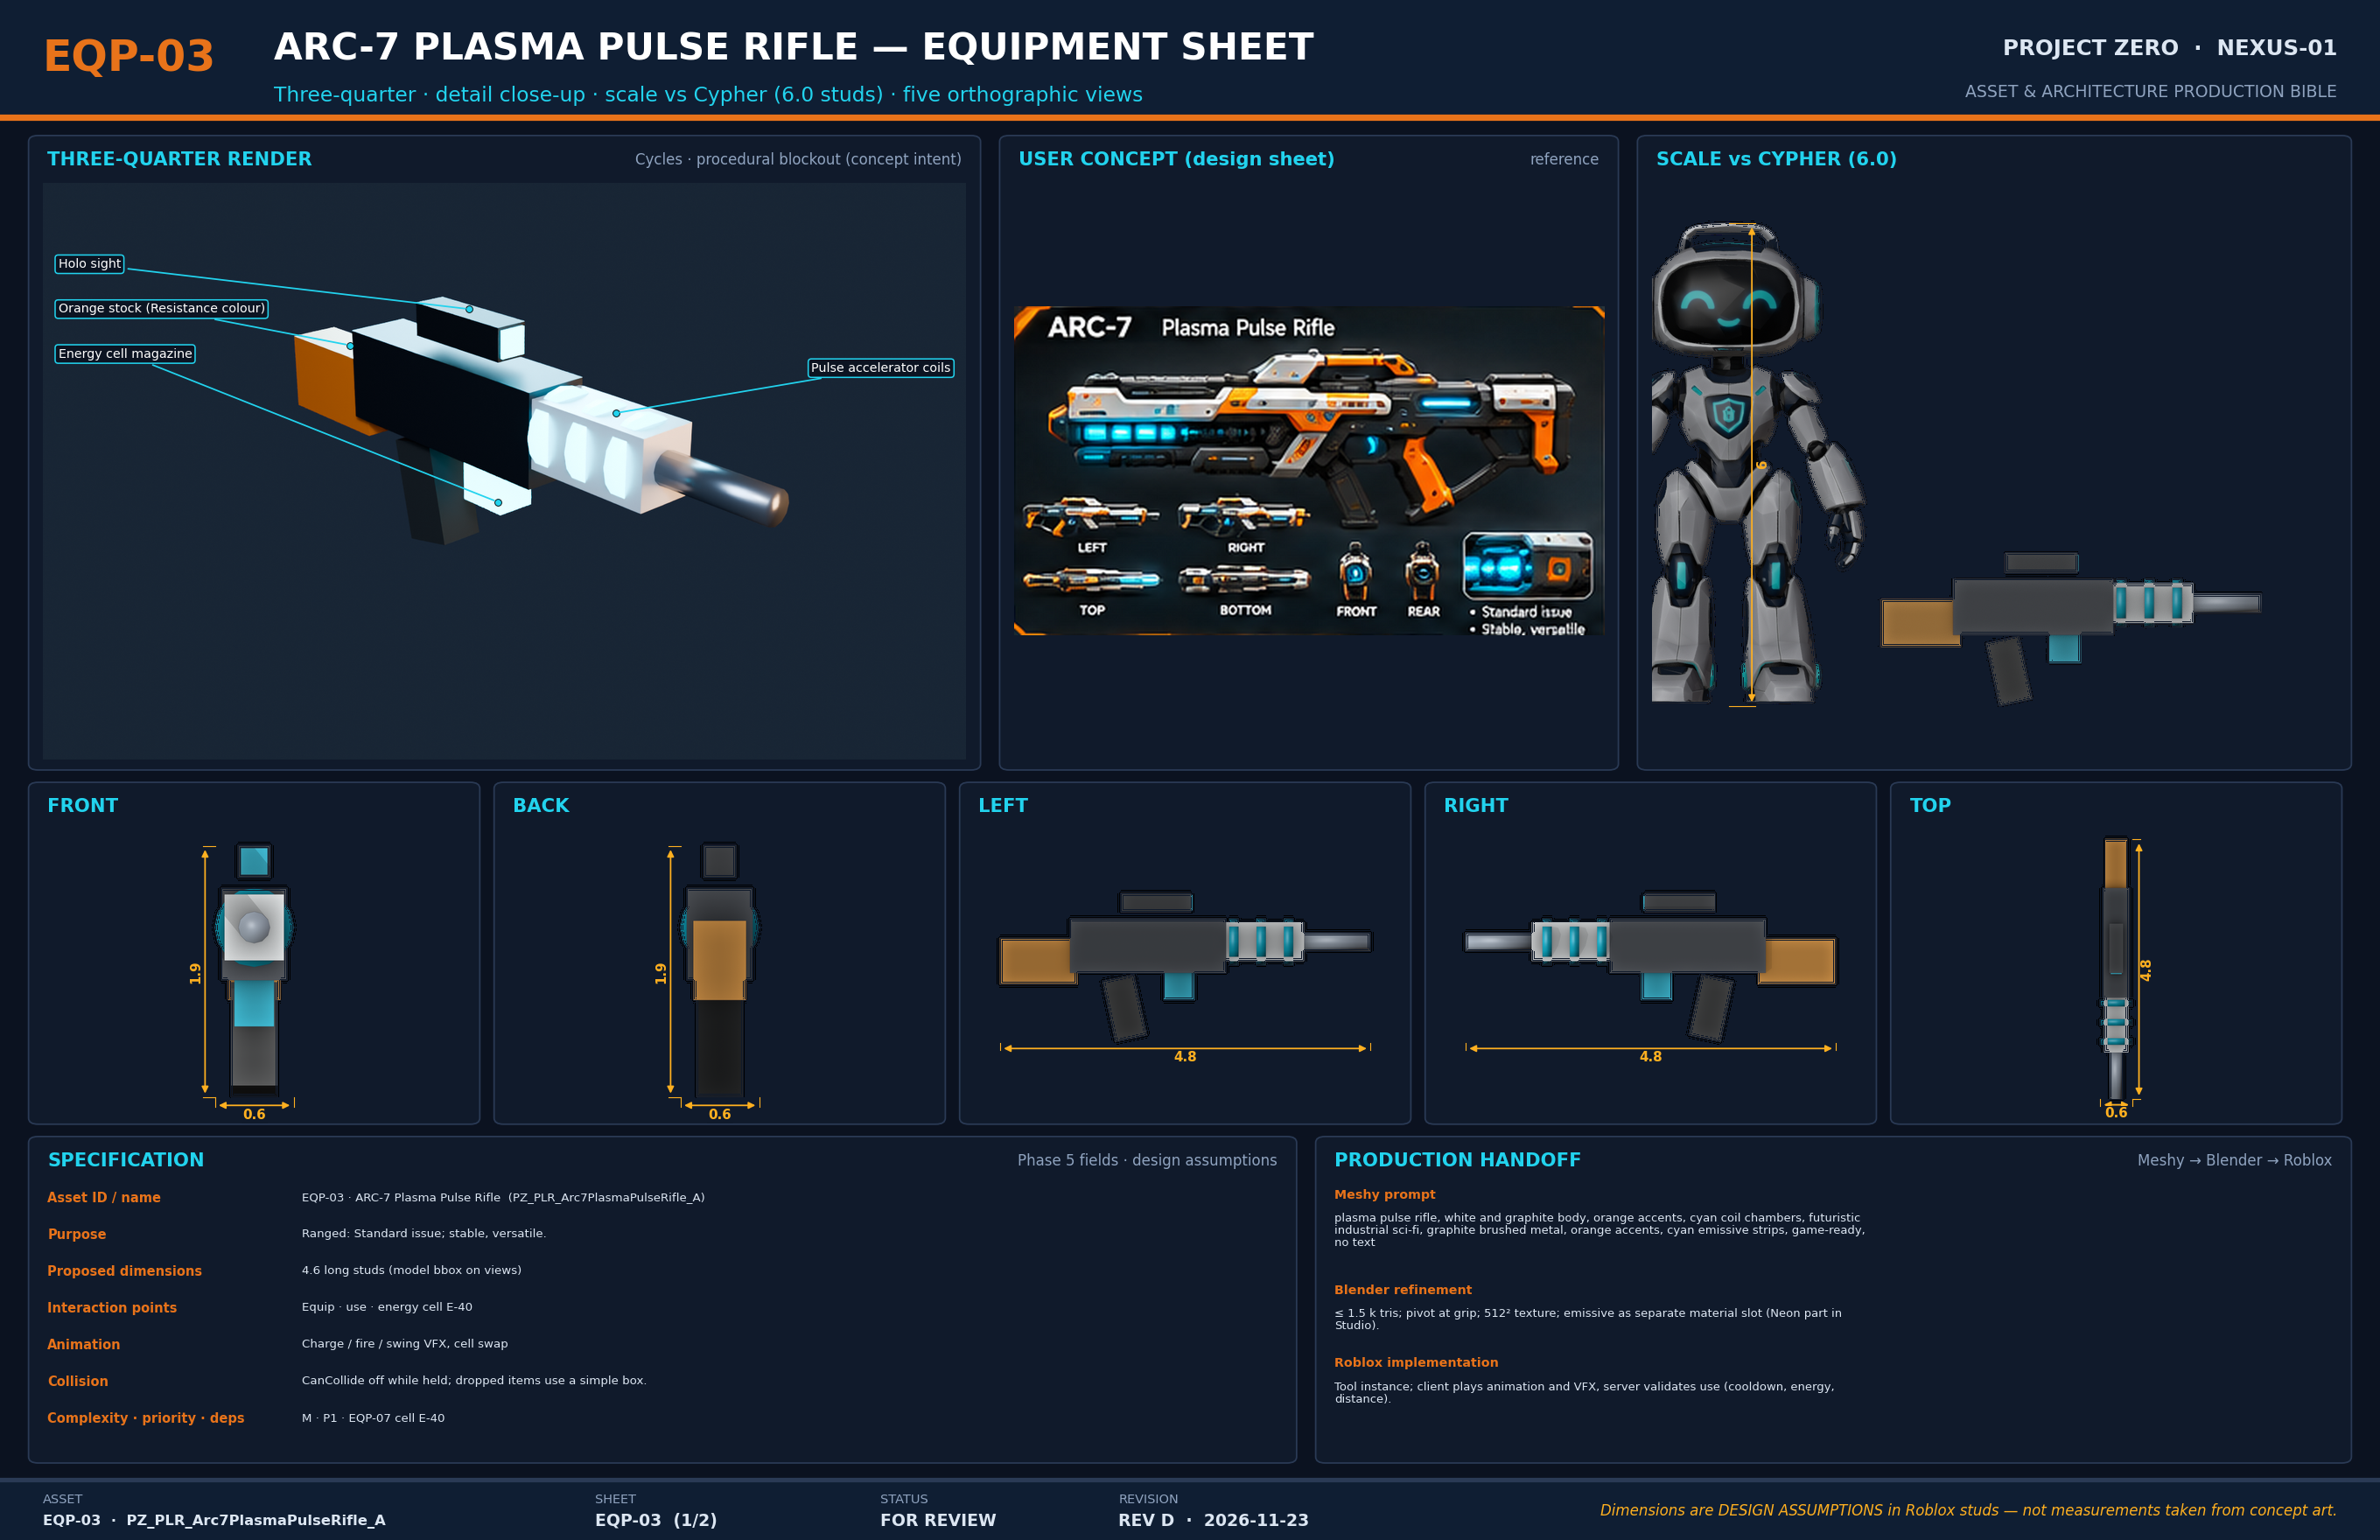 EQP-03
ARC-7 PLASMA PULSE RIFLE — EQUIPMENT SHEET
Three-quarter · detail close-up · scale vs Cypher (6.0 studs) · five orthographic views
PROJECT ZERO · NEXUS-01
ASSET & ARCHITECTURE PRODUCTION BIBLE
THREE-QUARTER RENDER
Cycles · procedural blockout (concept intent)
Holo sight
Orange stock (Resistance colour)
Energy cell magazine
Pulse accelerator coils
USER CONCEPT (design sheet)
reference
ARC-7 Plasma Pulse Rifle
LEFT
RIGHT
TOP
BOTTOM
FRONT
REAR
• Standard issue
• Stable, versatile
SCALE vs CYPHER (6.0)
6
FRONT
1.9
0.6
BACK
1.9
0.6
LEFT
4.8
RIGHT
4.8
TOP
4.8
0.6
SPECIFICATION
Phase 5 fields · design assumptions
Asset ID / name
EQP-03 · ARC-7 Plasma Pulse Rifle (PZ_PLR_Arc7PlasmaPulseRifle_A)
Purpose
Ranged: Standard issue; stable, versatile.
Proposed dimensions
4.6 long studs (model bbox on views)
Interaction points
Equip · use · energy cell E-40
Animation
Charge / fire / swing VFX, cell swap
Collision
CanCollide off while held; dropped items use a simple box.
Complexity · priority · deps
M · P1 · EQP-07 cell E-40
PRODUCTION HANDOFF
Meshy → Blender → Roblox
Meshy prompt
plasma pulse rifle, white and graphite body, orange accents, cyan coil chambers, futuristic
industrial sci-fi, graphite brushed metal, orange accents, cyan emissive strips, game-ready,
no text
Blender refinement
≤ 1.5 k tris; pivot at grip; 512² texture; emissive as separate material slot (Neon part in
Studio).
Roblox implementation
Tool instance; client plays animation and VFX, server validates use (cooldown, energy,
distance).
ASSET
EQP-03 · PZ_PLR_Arc7PlasmaPulseRifle_A
SHEET
EQP-03 (1/2)
STATUS
FOR REVIEW
REVISION
REV D · 2026-11-23
Dimensions are DESIGN ASSUMPTIONS in Roblox studs — not measurements taken from concept art.